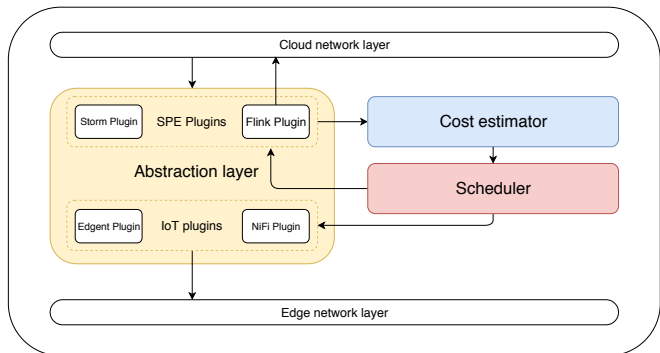 Cloud network layer
Storm Plugin
SPE Plugins
Flink Plugin
Cost estimator
Abstraction layer
Scheduler
Edgent Plugin
IoT plugins
NiFi Plugin
Edge network layer